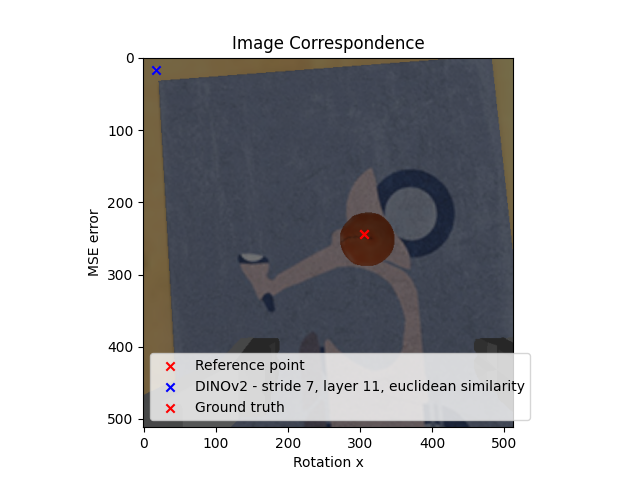 Image Correspondence
MSE error
0
100
200
300
400
500
Reference point
DINOv2 - stride 7, layer 11, euclidean similarity
Ground truth
0 100 200 300 400 500
Rotation x